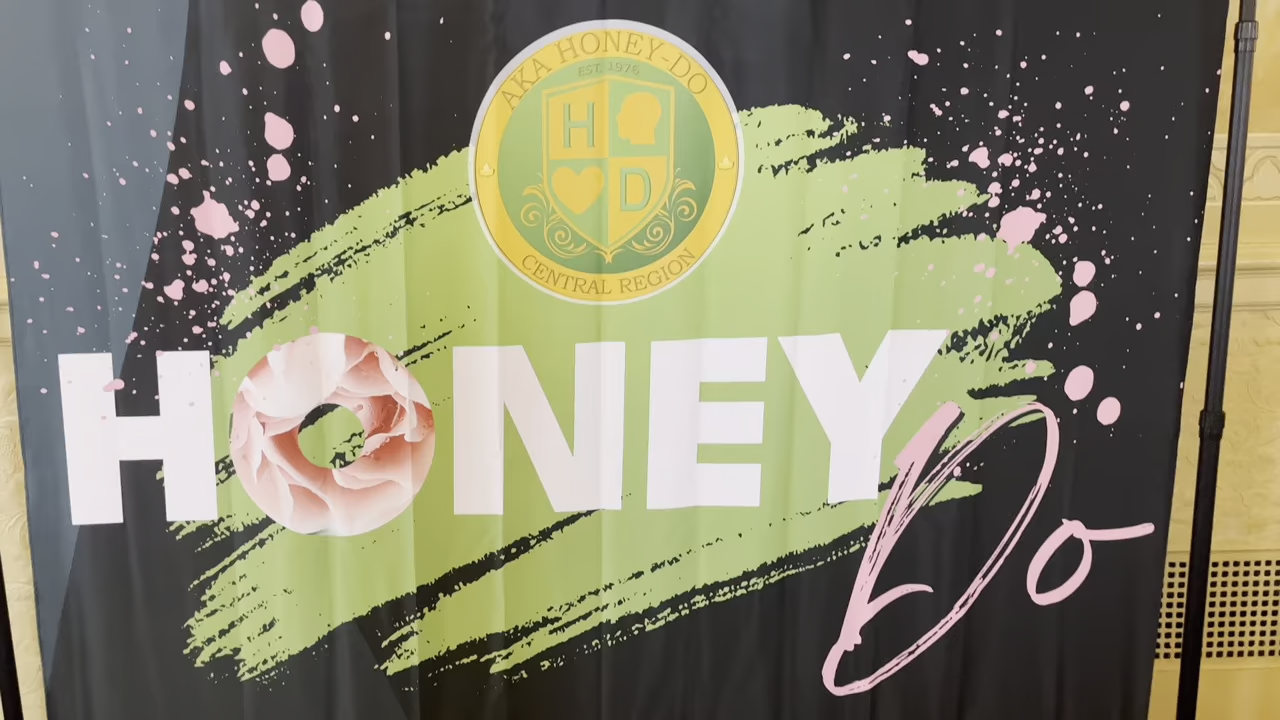 AKA HONEY-DO
EST. 1976
H
D
CENTRAL REGION
HONEY
Do